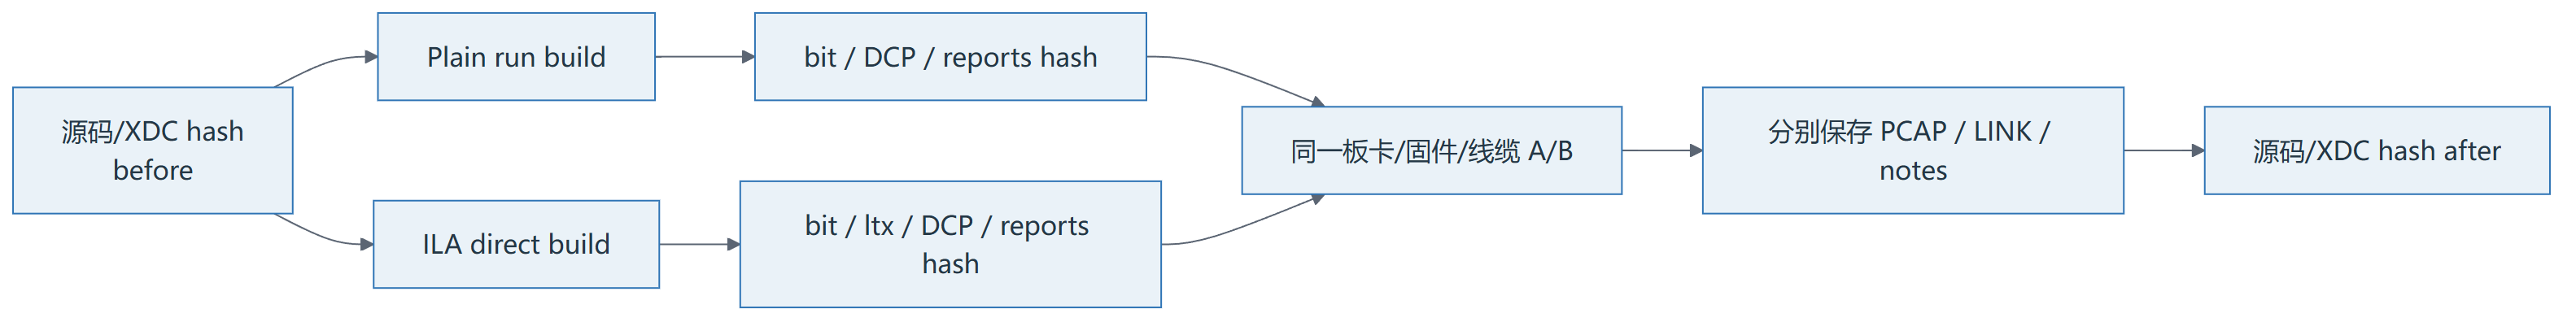 源码/XDC hash
before
Plain run build
bit / DCP / reports hash
ILA direct build
bit / ltx / DCP / reports
hash
同一板卡/固件/线缆 A/B
分别保存 PCAP / LINK /
notes
源码/XDC hash after